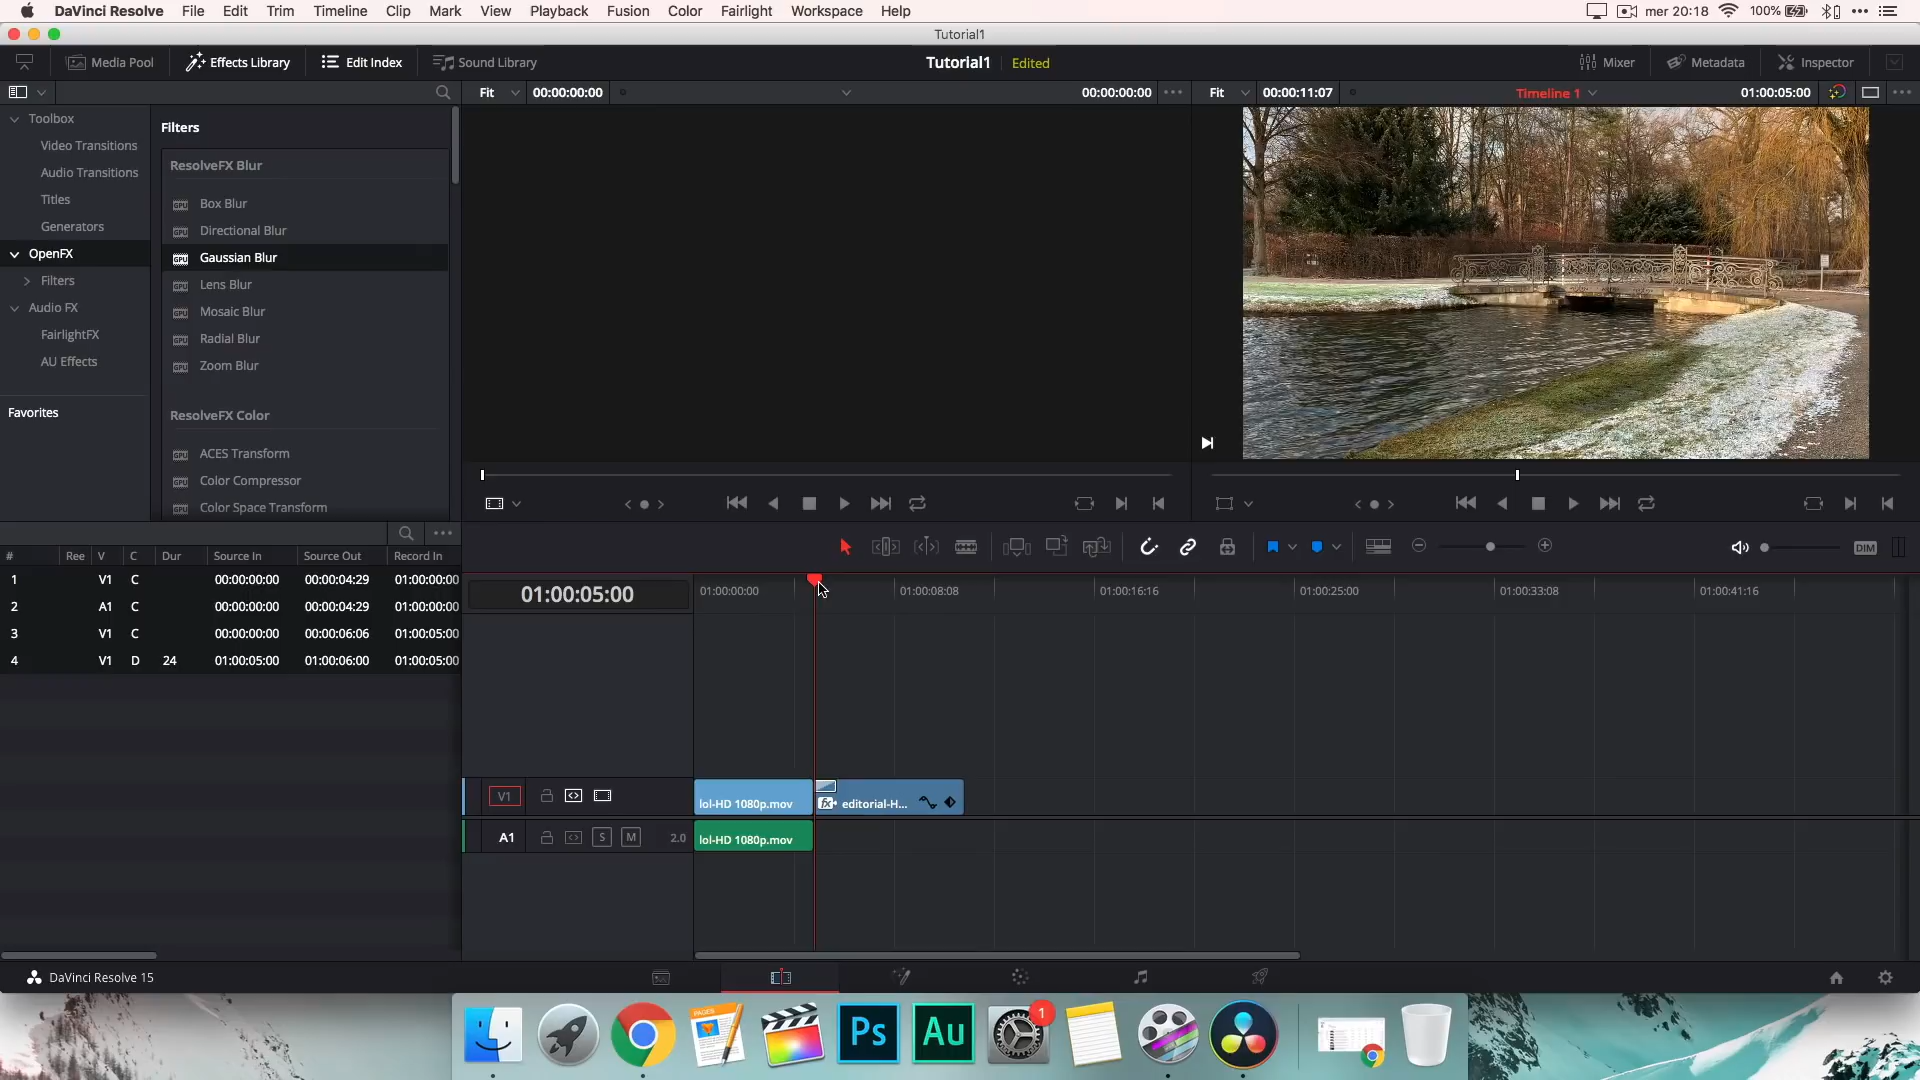 DaVinci Resolve File Edit Trim Timeline Clip Mark View Playback Fusion Color Fairlight Workspace Help mer 20:18 100%
Tutorial1
Media Pool Effects Library Edit Index Sound Library Tutorial1 Edited Mixer Metadata Inspector
Fit 00:00:00:00 00:00:00:00 Fit 00:00:11:07 Timeline 1 01:00:05:00
Toolbox
Video Transitions
Audio Transitions
Titles
Generators
OpenFX
Filters
Audio FX
FairlightFX
AU Effects
Favorites
Filters
ResolveFX Blur
Box Blur
Directional Blur
Gaussian Blur
Lens Blur
Mosaic Blur
Radial Blur
Zoom Blur
ResolveFX Color
ACES Transform
Color Compressor
Color Space Transform
# Ree V C Dur Source In Source Out Record In
1 V1 C 00:00:00:00 00:00:04:29 01:00:00:00
2 A1 C 00:00:00:00 00:00:04:29 01:00:00:00
3 V1 C 00:00:00:00 00:00:06:06 01:00:05:00
4 V1 D 24 01:00:05:00 01:00:06:00 01:00:05:00
DIM
01:00:05:00 01:00:00:00 01:00:08:08 01:00:16:16 01:00:25:00 01:00:33:08 01:00:41:16
V1 lol-HD 1080p.mov fx editorial-H...
A1 S M 2.0 lol-HD 1080p.mov
DaVinci Resolve 15
PAGES
Ps
Au
1